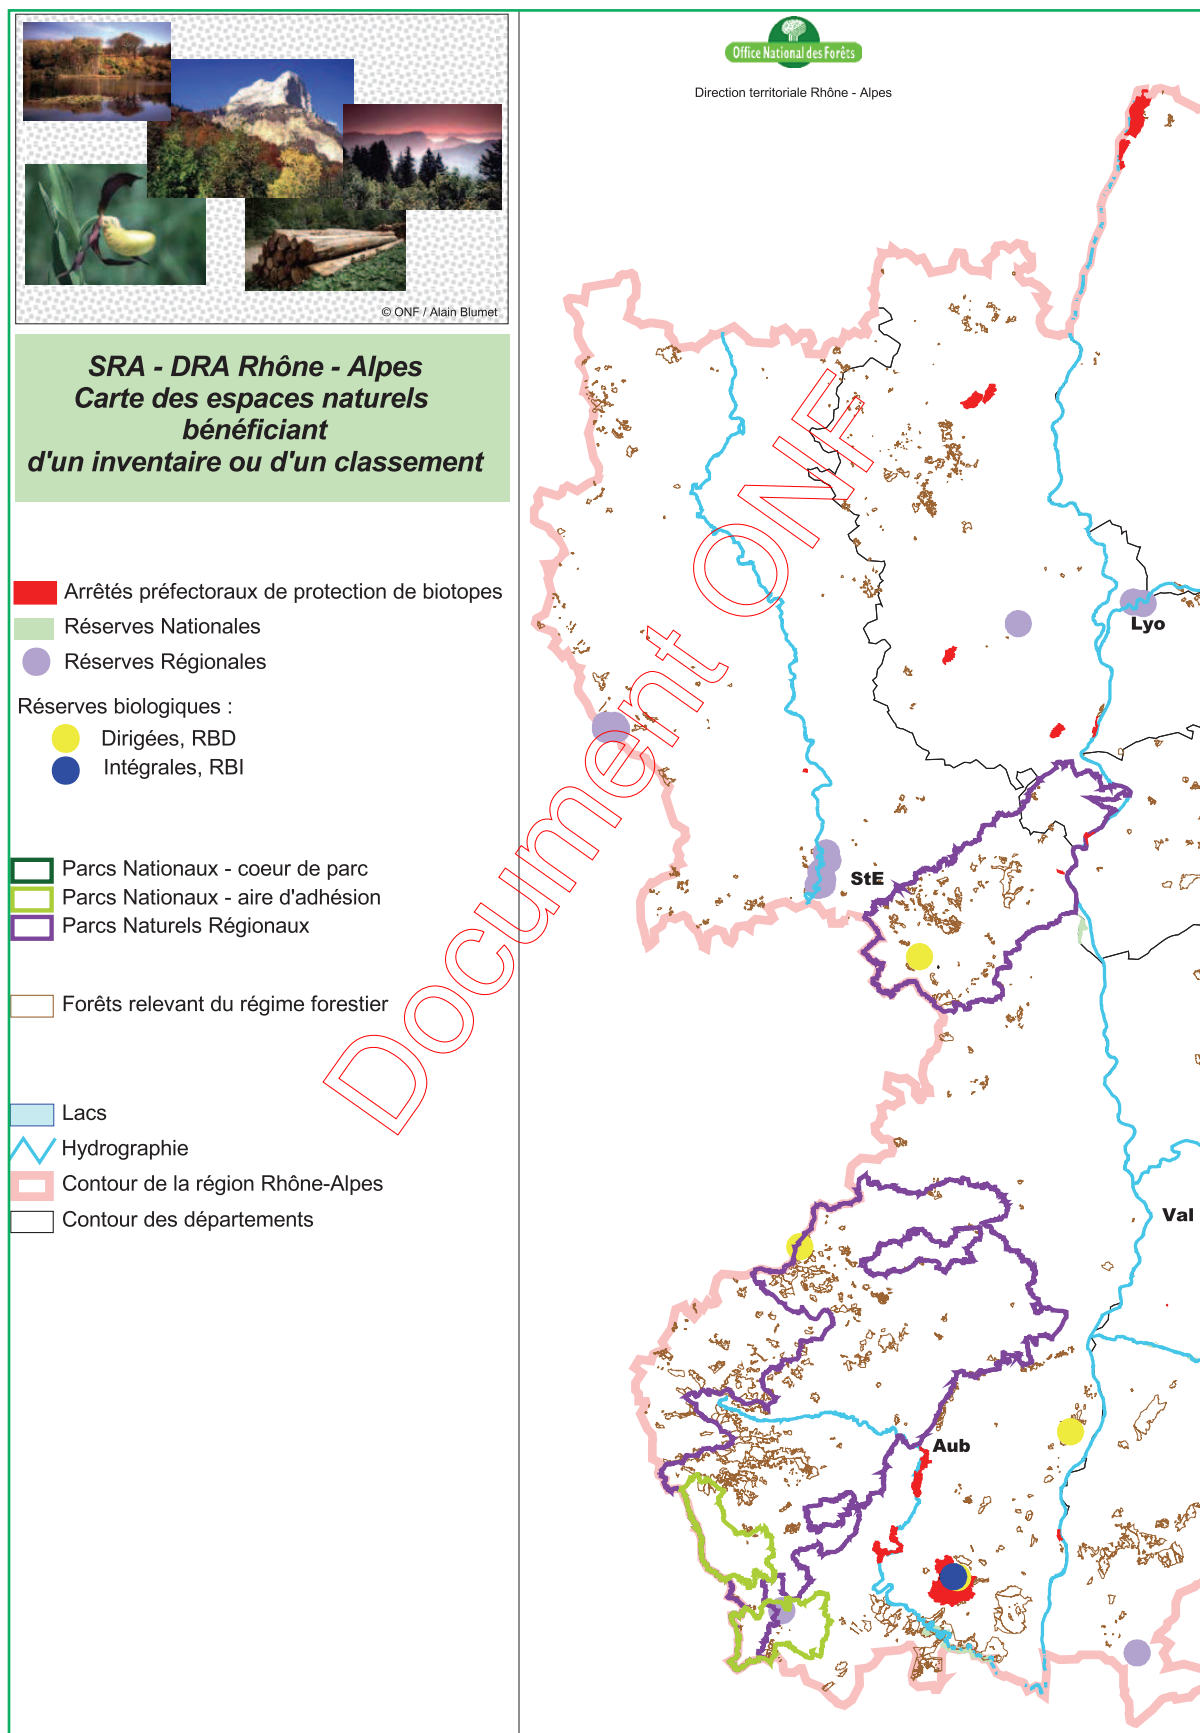 © ONF / Alain Blumet
SRA - DRA Rhône - Alpes
Carte des espaces naturels
bénéficiant
d'un inventaire ou d'un classement
Arrêtés préfectoraux de protection de biotopes
Réserves Nationales
Réserves Régionales
Réserves biologiques :
Dirigées, RBD
Intégrales, RBI
Parcs Nationaux - coeur de parc
Parcs Nationaux - aire d'adhésion
Parcs Naturels Régionaux
Forêts relevant du régime forestier
Lacs
Hydrographie
Contour de la région Rhône-Alpes
Contour des départements
Office National des Forêts
Direction territoriale Rhône - Alpes
Document ONF
Lyo
StE
Val
Aub